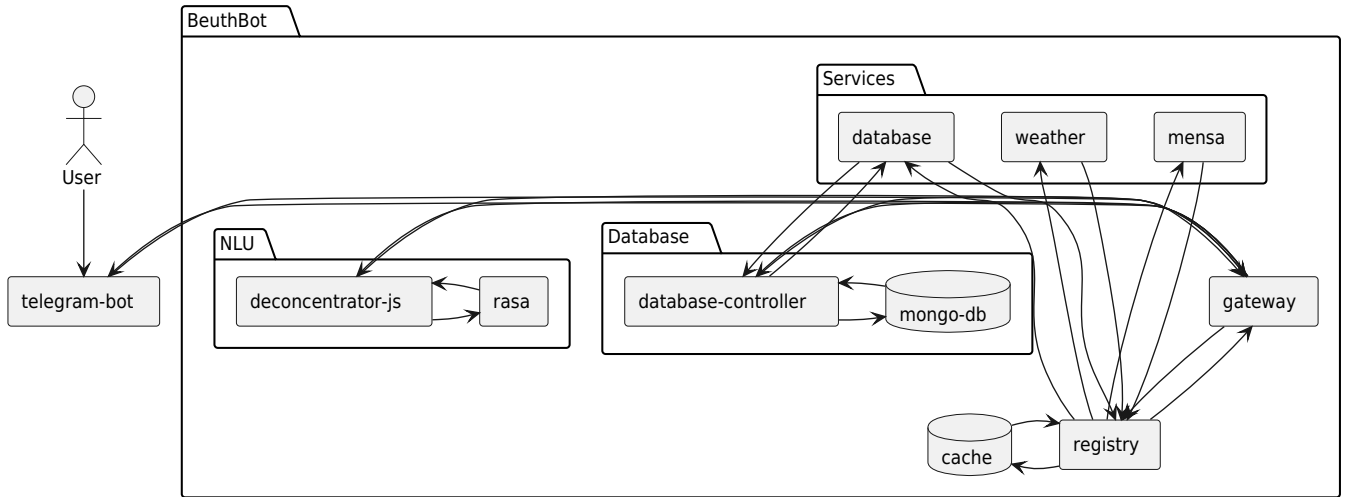 BeuthBot
Services
database
weather
mensa
User
NLU
Database
telegram-bot
deconcentrator-js
rasa
database-controller
mongo-db
gateway
cache
registry